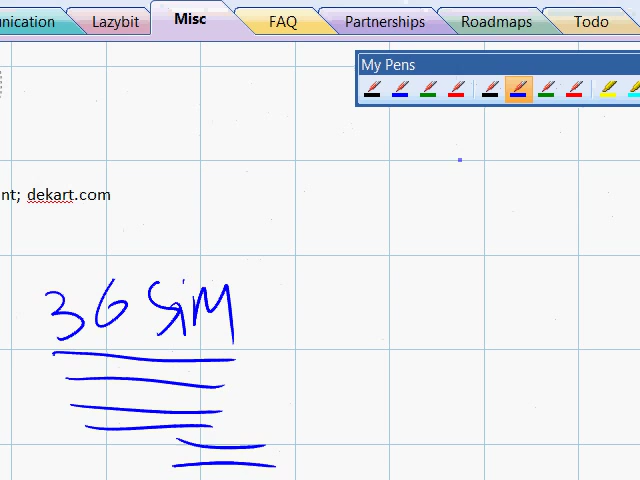 nication Lazybit Misc FAQ Partnerships Roadmaps Todo
My Pens
nt; dekart.com
36 SiM